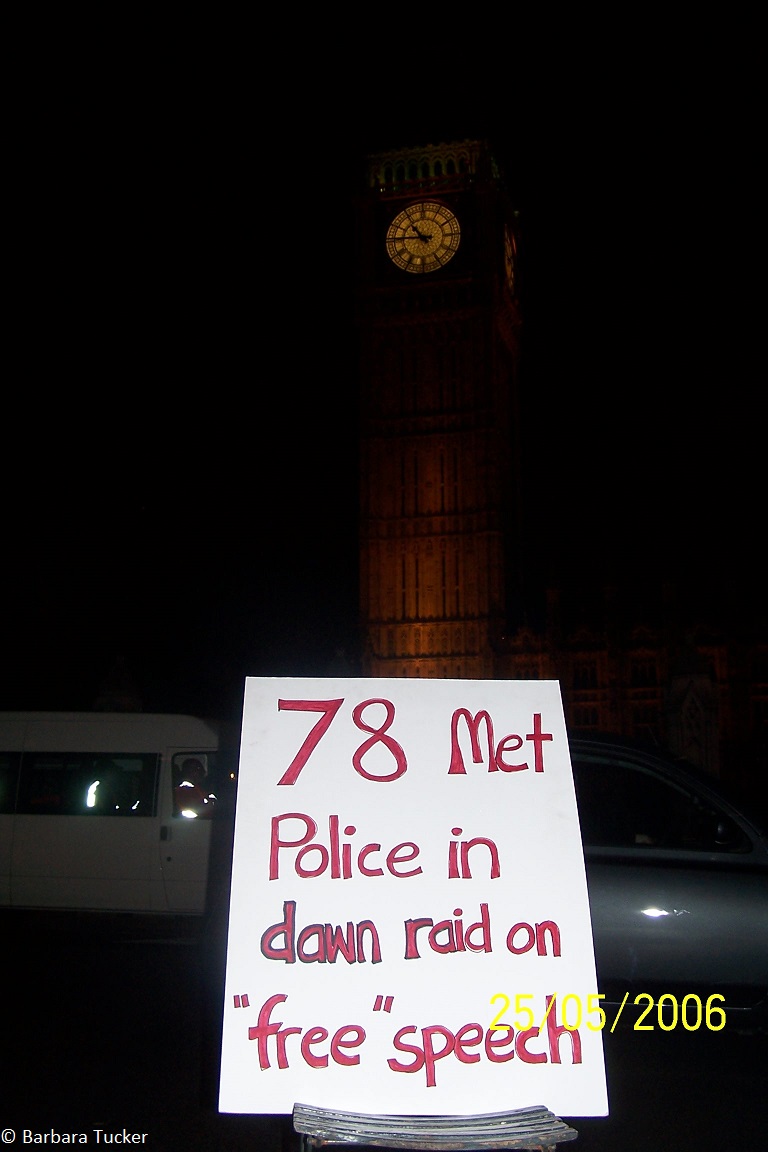 78 Met
Police in
dawn raid on
"free" speech
25/05/2006
© Barbara Tucker